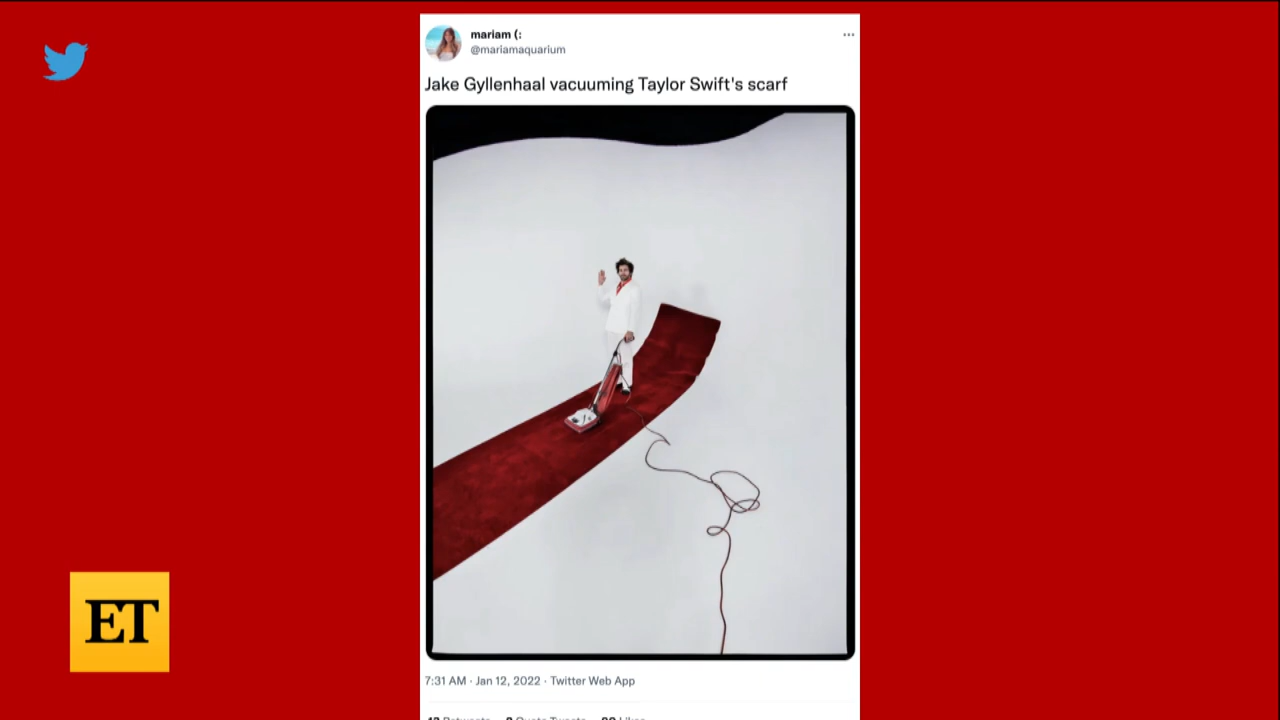 mariam (:
@mariamaquarium
Jake Gyllenhaal vacuuming Taylor Swift's scarf
ET
7:31 AM · Jan 12, 2022 · Twitter Web App